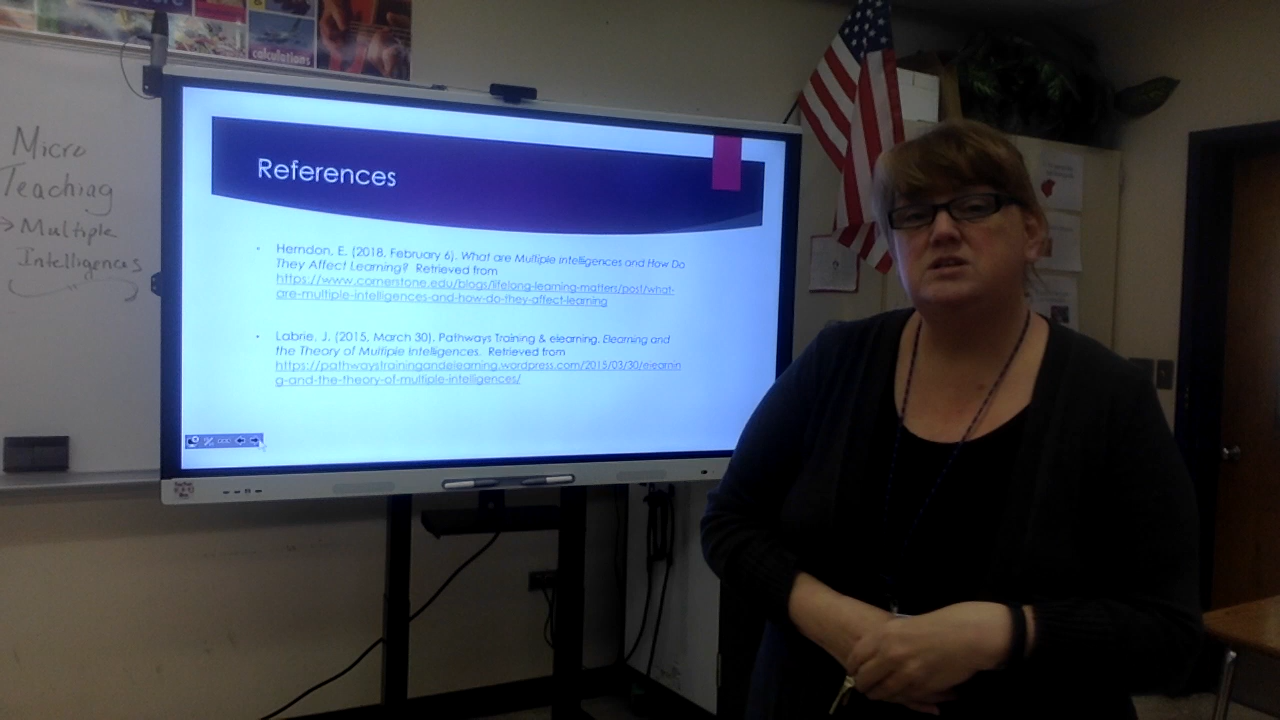 calculations
Micro
Teaching
→ Multiple
Intelligences
References
• Herndon, E. (2018, February 6). What are Multiple Intelligences and How Do
They Affect Learning? Retrieved from
https://www.cornerstone.edu/blogs/lifelong-learning-matters/post/what-
are-multiple-intelligences-and-how-do-they-affect-learning
• Labrie, J. (2015, March 30). Pathways Training & elearning. Elearning and
the Theory of Multiple Intelligences. Retrieved from
https://pathwaystrainingandelearning.wordpress.com/2015/03/30/elearnin
g-and-the-theory-of-multiple-intelligences/